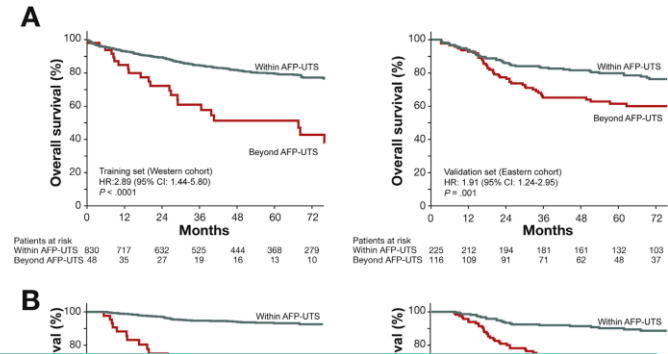 A
100
80
60
40
20
0
Overall survival (%)
Within AFP-UTS
Beyond AFP-UTS
Training set (Western cohort)
HR:2.89 (95% CI: 1.44-5.80)
P < .0001
0 12 24 36 48 60 72
Months
Patients at risk
Within AFP-UTS 830 717 632 525 444 368 279
Beyond AFP-UTS 48 35 27 19 16 13 10
100
80
60
40
20
0
Overall survival (%)
Within AFP-UTS
Beyond AFP-UTS
Validation set (Eastern cohort)
HR: 1.91 (95% CI: 1.24-2.95)
P = .001
0 12 24 36 48 60 72
Months
Patients at risk
Within AFP-UTS 225 212 194 181 161 132 103
Beyond AFP-UTS 116 109 91 71 62 48 37
B
100
80
val (%)
Within AFP-UTS
100
80
val (%)
Within AFP-UTS